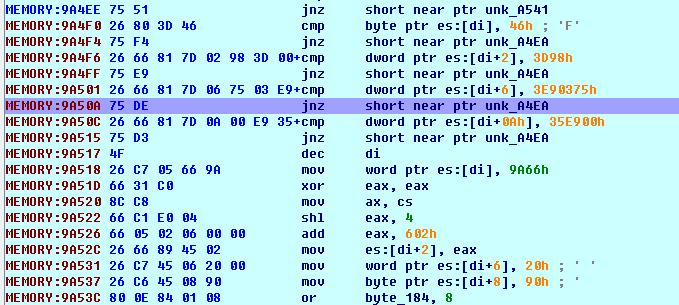 MEMORY:9A4EE 75 51 jnz short near ptr unk_A541
MEMORY:9A4F0 26 80 3D 46 cmp byte ptr es:[di], 46h ; 'F'
MEMORY:9A4F4 75 F4 jnz short near ptr unk_A4EA
MEMORY:9A4F6 26 66 81 7D 02 98 3D 00+cmp dword ptr es:[di+2], 3D98h
MEMORY:9A4FF 75 E9 jnz short near ptr unk_A4EA
MEMORY:9A501 26 66 81 7D 06 75 03 E9+cmp dword ptr es:[di+6], 3E90375h
MEMORY:9A50A 75 DE jnz short near ptr unk_A4EA
MEMORY:9A50C 26 66 81 7D 0A 00 E9 35+cmp dword ptr es:[di+0Ah], 35E900h
MEMORY:9A515 75 D3 jnz short near ptr unk_A4EA
MEMORY:9A517 4F dec di
MEMORY:9A518 26 C7 05 66 9A mov word ptr es:[di], 9A66h
MEMORY:9A51D 66 31 C0 xor eax, eax
MEMORY:9A520 8C C8 mov ax, cs
MEMORY:9A522 66 C1 E0 04 shl eax, 4
MEMORY:9A526 66 05 02 06 00 00 add eax, 602h
MEMORY:9A52C 26 66 89 45 02 mov es:[di+2], eax
MEMORY:9A531 26 C7 45 06 20 00 mov word ptr es:[di+6], 20h ; ' '
MEMORY:9A537 26 C6 45 08 90 mov byte ptr es:[di+8], 90h ; '
MEMORY:9A53C 80 0E 84 01 08 or byte_184, 8